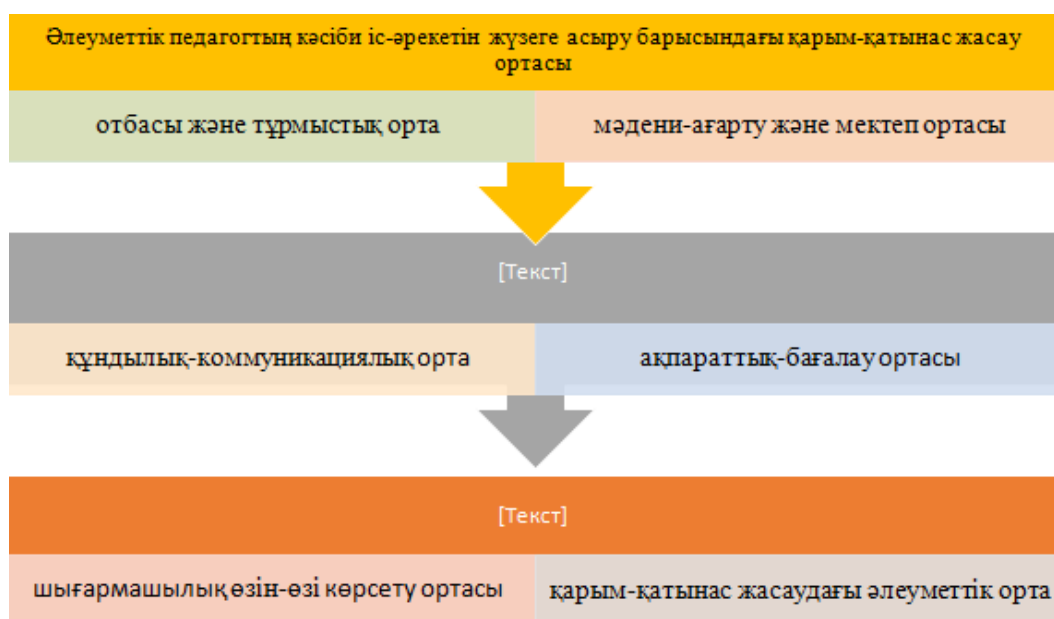 Әлеуметтік педагогтың кәсіби іс-әрекетін жүзеге асыру барысындағы қарым-қатынас жасау
ортасы
отбасы және тұрмыстық орта
мәдени-ағарту және мектеп ортасы
[Текст]
құндылық-коммуникациялық орта
ақпараттық-бағалау ортасы
[Текст]
шығармашылық өзін-өзі көрсету ортасы
қарым-қатынас жасаудағы әлеуметтік орта